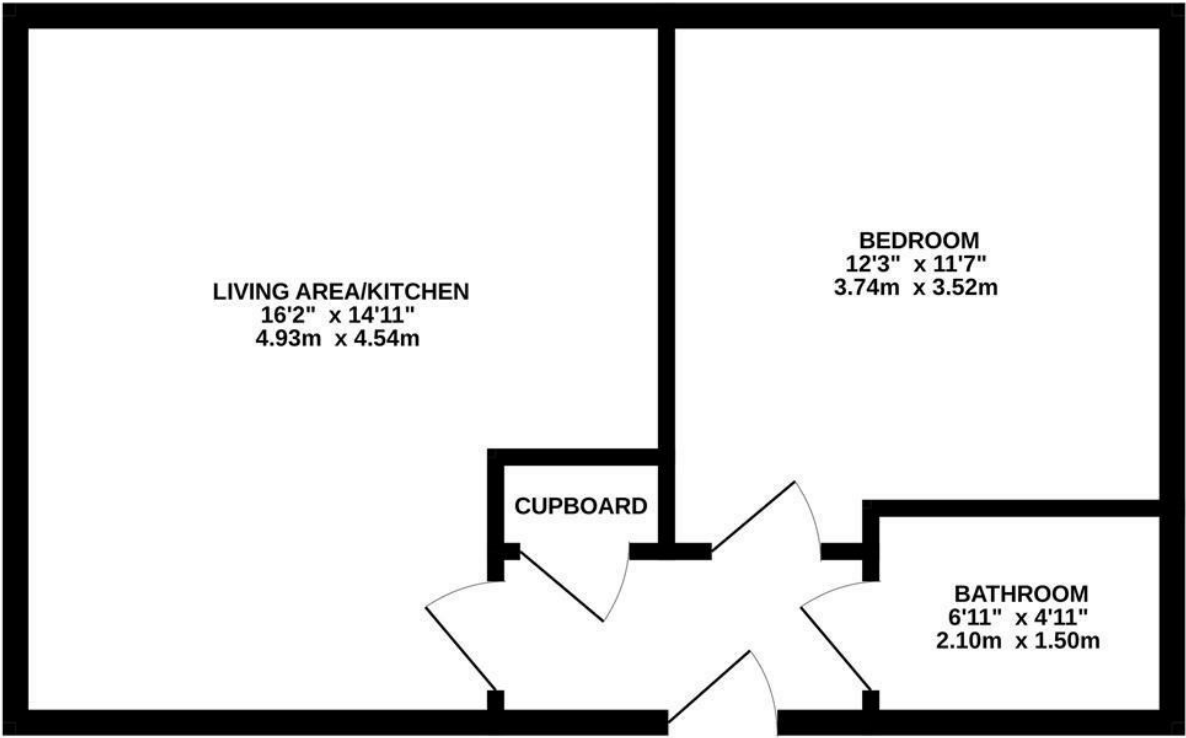 LIVING AREA/KITCHEN
16'2" x 14'11"
4.93m x 4.54m
BEDROOM
12'3" x 11'7"
3.74m x 3.52m
CUPBOARD
BATHROOM
6'11" x 4'11"
2.10m x 1.50m